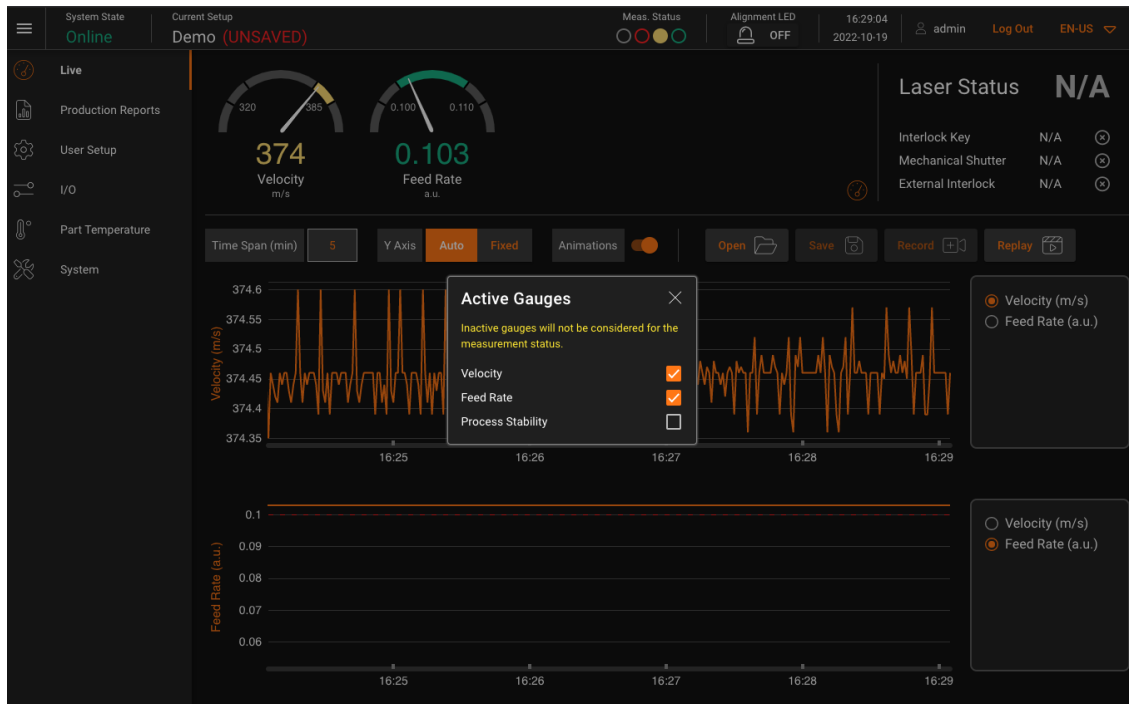 System State
Online
Current Setup
Demo (UNSAVED)
Meas. Status
Alignment LED
OFF
16:29:04
2022-10-19
admin
Log Out
EN-US
Live
Production Reports
User Setup
I/O
Part Temperature
System
320
385
374
Velocity
m/s
0.100
0.110
0.103
Feed Rate
a.u.
Laser Status N/A
Interlock Key N/A
Mechanical Shutter N/A
External Interlock N/A
Time Span (min) 5
Y Axis Auto Fixed
Animations
Open
Save
Record
Replay
Active Gauges
Inactive gauges will not be considered for the
measurement status.
Velocity
Feed Rate
Process Stability
Velocity (m/s)
374.6
374.55
374.5
374.45
374.4
374.35
16:25 16:26 16:27 16:28 16:29
Velocity (m/s)
Feed Rate (a.u.)
Feed Rate (a.u.)
0.1
0.09
0.08
0.07
0.06
16:25 16:26 16:27 16:28 16:29
Velocity (m/s)
Feed Rate (a.u.)